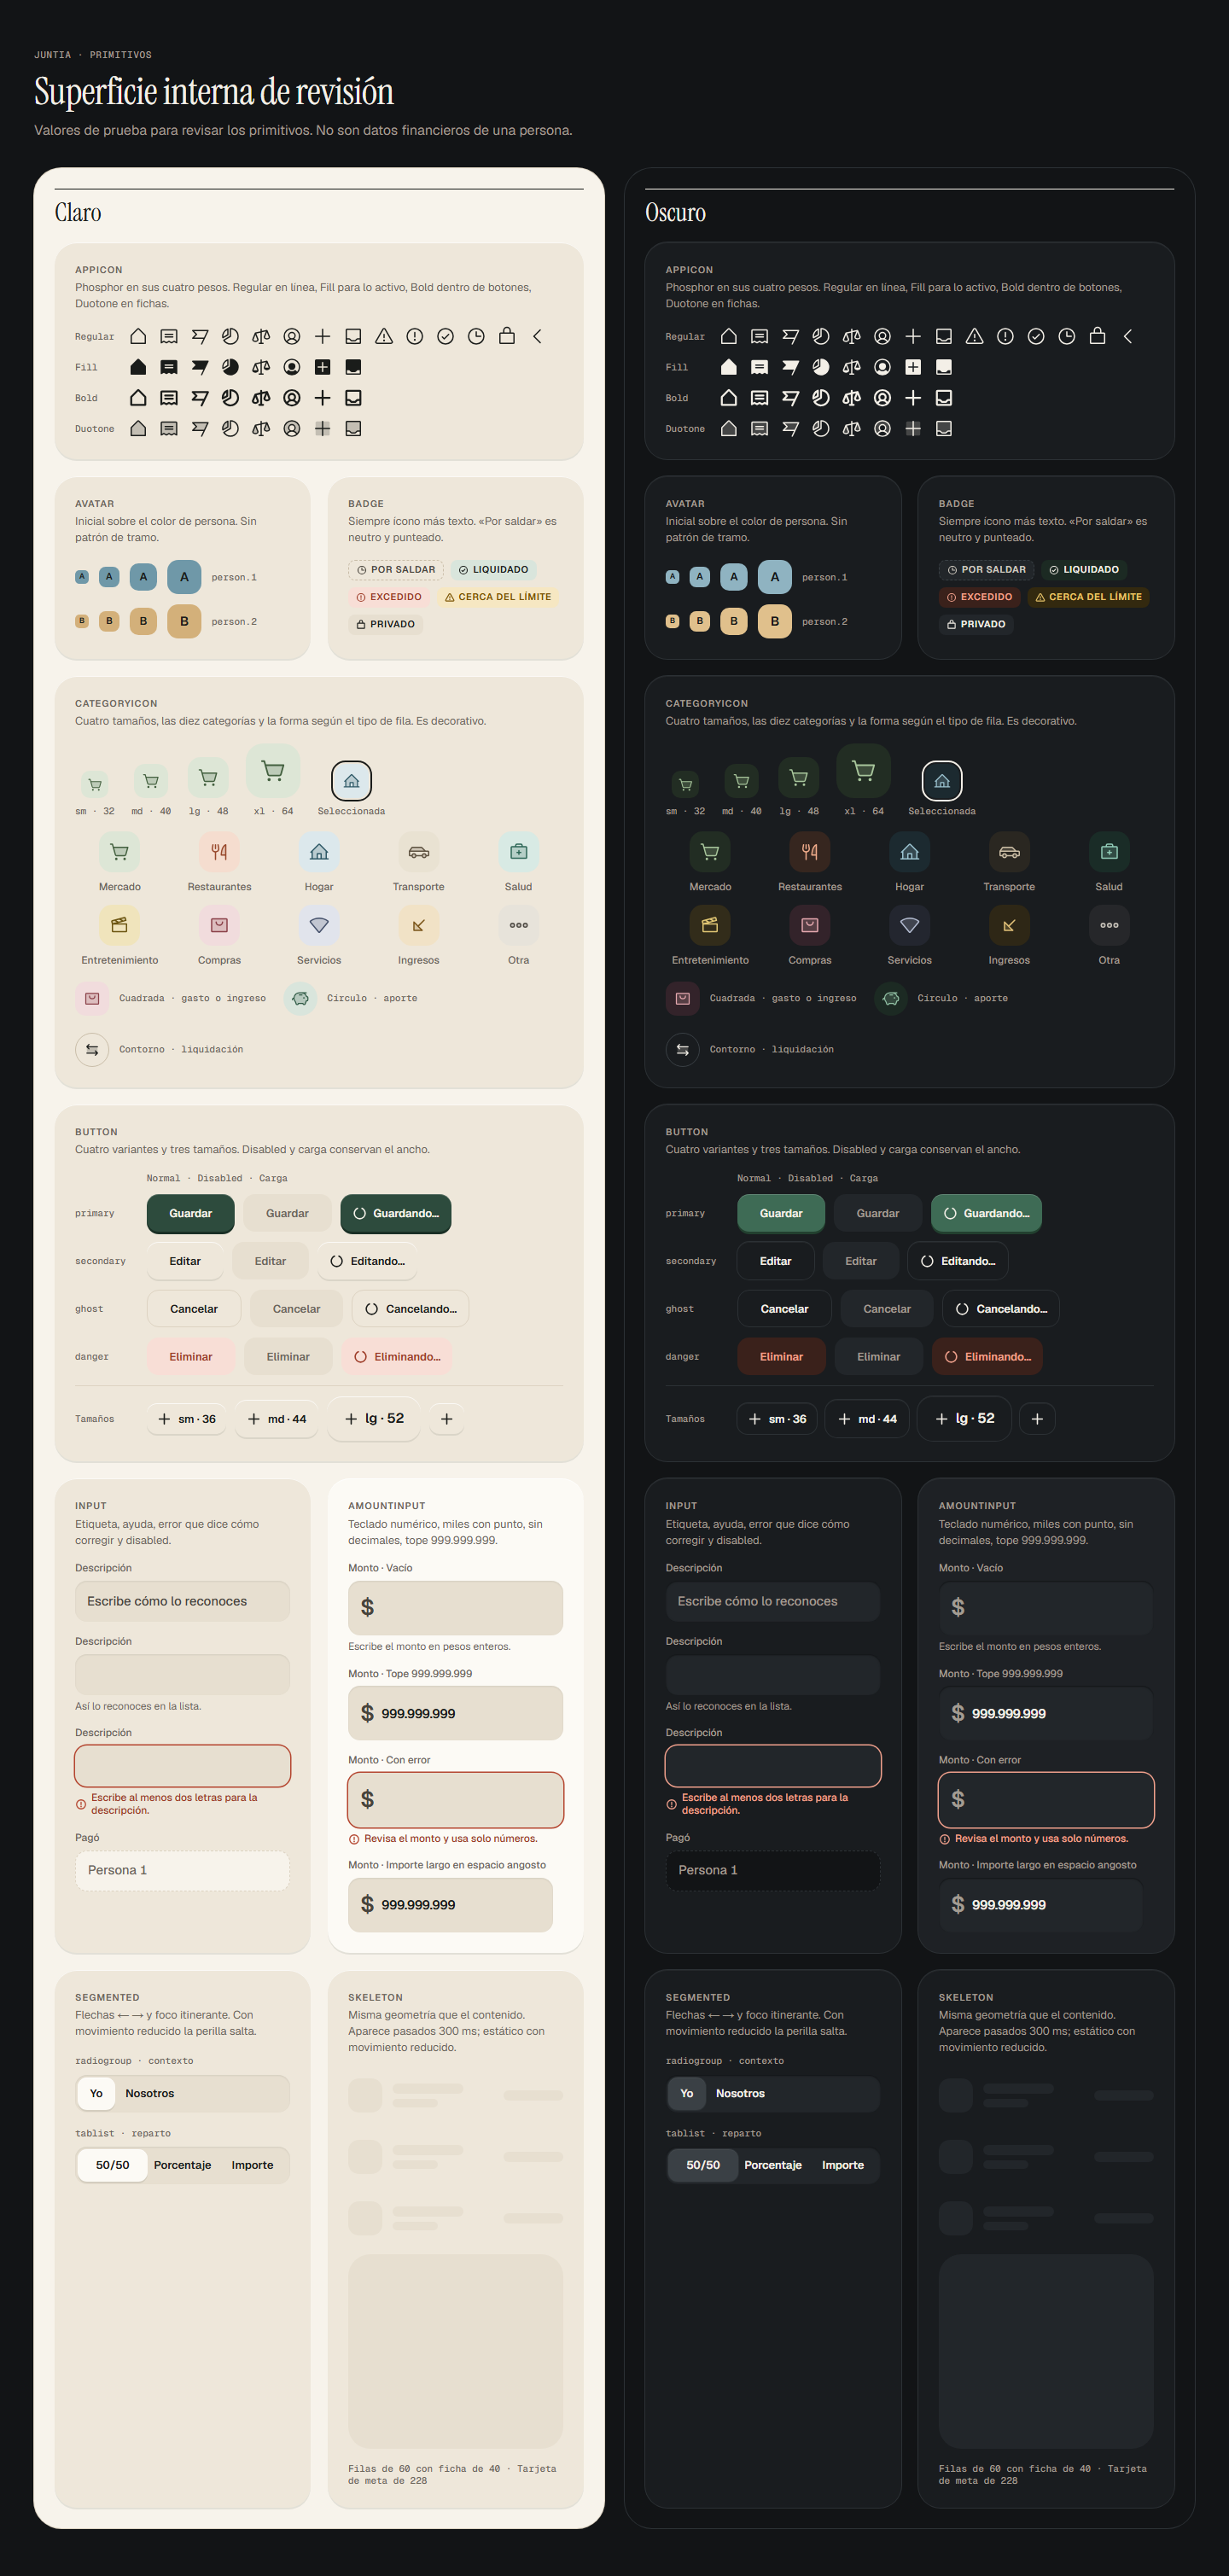 JUNTIA · PRIMITIVOS
Superficie interna de revisión
Valores de prueba para revisar los primitivos. No son datos financieros de una persona.
Claro
APPICON
Phosphor en sus cuatro pesos. Regular en línea, Fill para lo activo, Bold dentro de botones,
Duotone en fichas.
Regular
Fill
Bold
Duotone
AVATAR
Inicial sobre el color de persona. Sin
patrón de tramo.
A A A A person.1
B B B B person.2
BADGE
Siempre ícono más texto. «Por saldar» es
neutro y punteado.
POR SALDAR LIQUIDADO
EXCEDIDO CERCA DEL LÍMITE
PRIVADO
CATEGORYICON
Cuatro tamaños, las diez categorías y la forma según el tipo de fila. Es decorativo.
sm · 32 md · 40 lg · 48 xl · 64 Seleccionada
Mercado Restaurantes Hogar Transporte Salud
Entretenimiento Compras Servicios Ingresos Otra
Cuadrada · gasto o ingreso Círculo · aporte
Contorno · liquidación
BUTTON
Cuatro variantes y tres tamaños. Disabled y carga conservan el ancho.
Normal · Disabled · Carga
primary Guardar Guardar Guardando...
secondary Editar Editar Editando...
ghost Cancelar Cancelar Cancelando...
danger Eliminar Eliminar Eliminando...
Tamaños sm · 36 md · 44 lg · 52
INPUT
Etiqueta, ayuda, error que dice cómo
corregir y disabled.
Descripción
Escribe cómo lo reconoces
Descripción
Así lo reconoces en la lista.
Descripción
Escribe al menos dos letras para la
descripción.
Pagó
Persona 1
AMOUNTINPUT
Teclado numérico, miles con punto, sin
decimales, tope 999.999.999.
Monto · Vacío
$
Escribe el monto en pesos enteros.
Monto · Tope 999.999.999
$ 999.999.999
Monto · Con error
$
Revisa el monto y usa solo números.
Monto · Importe largo en espacio angosto
$ 999.999.999
SEGMENTED
Flechas ← → y foco itinerante. Con
movimiento reducido la perilla salta.
radiogroup · contexto
Yo Nosotros
tablist · reparto
50/50 Porcentaje Importe
SKELETON
Misma geometría que el contenido.
Aparece pasados 300 ms; estático con
movimiento reducido.
Filas de 60 con ficha de 40 · Tarjeta
de meta de 228
Oscuro
APPICON
Phosphor en sus cuatro pesos. Regular en línea, Fill para lo activo, Bold dentro de botones,
Duotone en fichas.
Regular
Fill
Bold
Duotone
AVATAR
Inicial sobre el color de persona. Sin
patrón de tramo.
A A A A person.1
B B B B person.2
BADGE
Siempre ícono más texto. «Por saldar» es
neutro y punteado.
POR SALDAR LIQUIDADO
EXCEDIDO CERCA DEL LÍMITE
PRIVADO
CATEGORYICON
Cuatro tamaños, las diez categorías y la forma según el tipo de fila. Es decorativo.
sm · 32 md · 40 lg · 48 xl · 64 Seleccionada
Mercado Restaurantes Hogar Transporte Salud
Entretenimiento Compras Servicios Ingresos Otra
Cuadrada · gasto o ingreso Círculo · aporte
Contorno · liquidación
BUTTON
Cuatro variantes y tres tamaños. Disabled y carga conservan el ancho.
Normal · Disabled · Carga
primary Guardar Guardar Guardando...
secondary Editar Editar Editando...
ghost Cancelar Cancelar Cancelando...
danger Eliminar Eliminar Eliminando...
Tamaños sm · 36 md · 44 lg · 52
INPUT
Etiqueta, ayuda, error que dice cómo
corregir y disabled.
Descripción
Escribe cómo lo reconoces
Descripción
Así lo reconoces en la lista.
Descripción
Escribe al menos dos letras para la
descripción.
Pagó
Persona 1
AMOUNTINPUT
Teclado numérico, miles con punto, sin
decimales, tope 999.999.999.
Monto · Vacío
$
Escribe el monto en pesos enteros.
Monto · Tope 999.999.999
$ 999.999.999
Monto · Con error
$
Revisa el monto y usa solo números.
Monto · Importe largo en espacio angosto
$ 999.999.999
SEGMENTED
Flechas ← → y foco itinerante. Con
movimiento reducido la perilla salta.
radiogroup · contexto
Yo Nosotros
tablist · reparto
50/50 Porcentaje Importe
SKELETON
Misma geometría que el contenido.
Aparece pasados 300 ms; estático con
movimiento reducido.
Filas de 60 con ficha de 40 · Tarjeta
de meta de 228